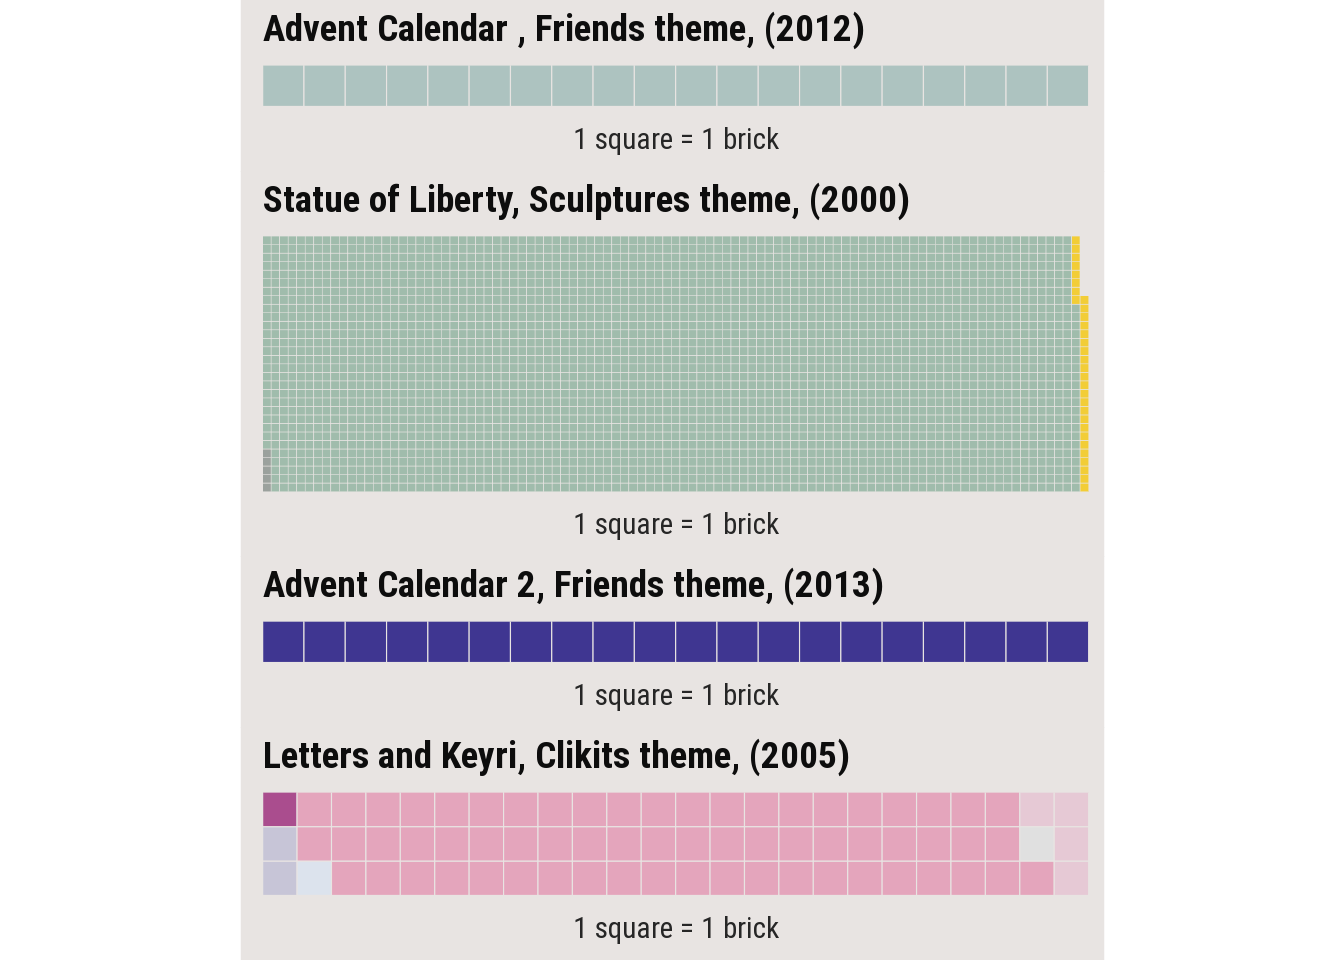 Advent Calendar , Friends theme, (2012)
1 square = 1 brick
Statue of Liberty, Sculptures theme, (2000)
1 square = 1 brick
Advent Calendar 2, Friends theme, (2013)
1 square = 1 brick
Letters and Keyri, Clikits theme, (2005)
1 square = 1 brick